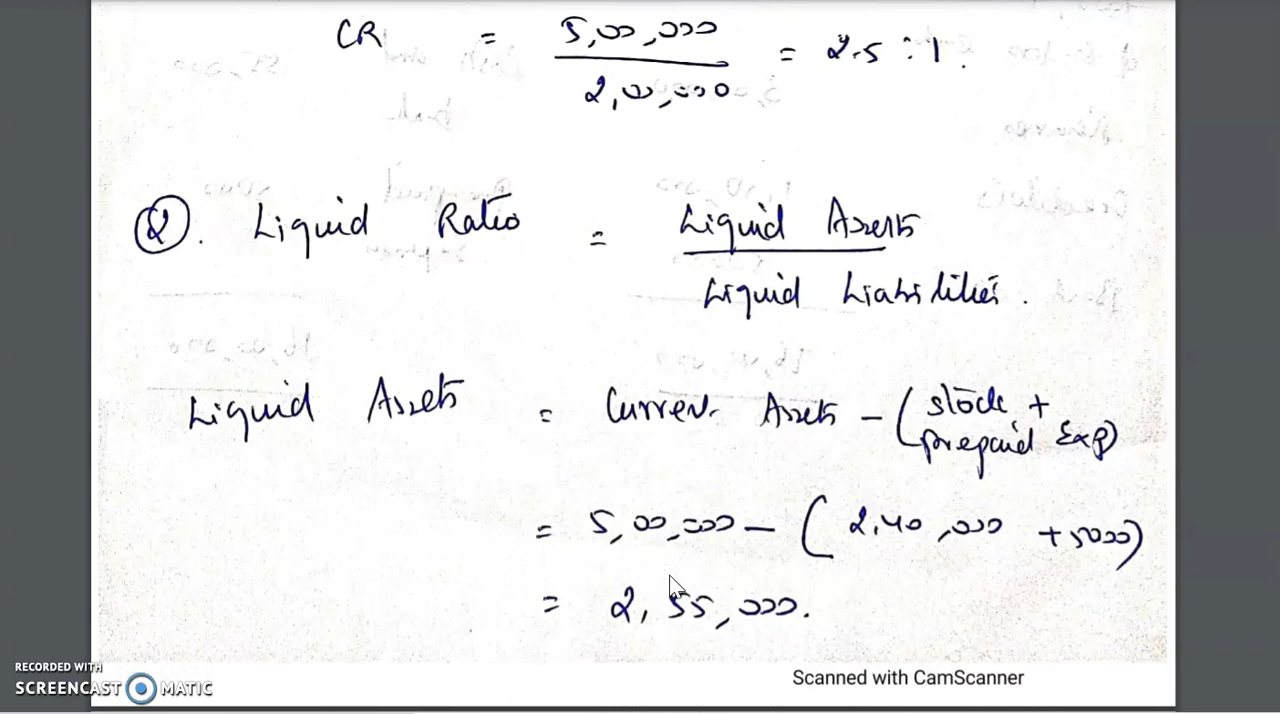 CR = 5,00,000 / 2,00,000 = 2.5 : 1.
②. Liquid Ratio = Liquid Assets / Liquid Liabilities.
Liquid Assets = Current Assets - (stock + prepaid Exp)
= 5,00,000 - (2,40,000 + 5000)
= 2,55,000.
RECORDED WITH
SCREENCAST MATIC
Scanned with CamScanner